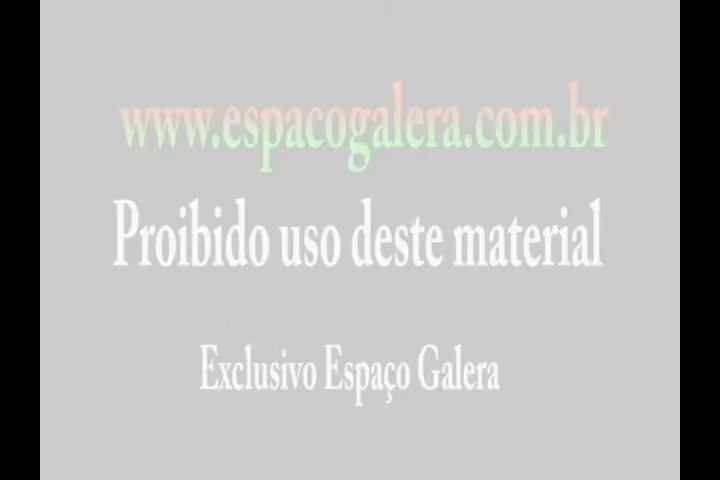 www.espacogalera.com.br
Proibido uso deste material
Exclusivo Espaço Galera